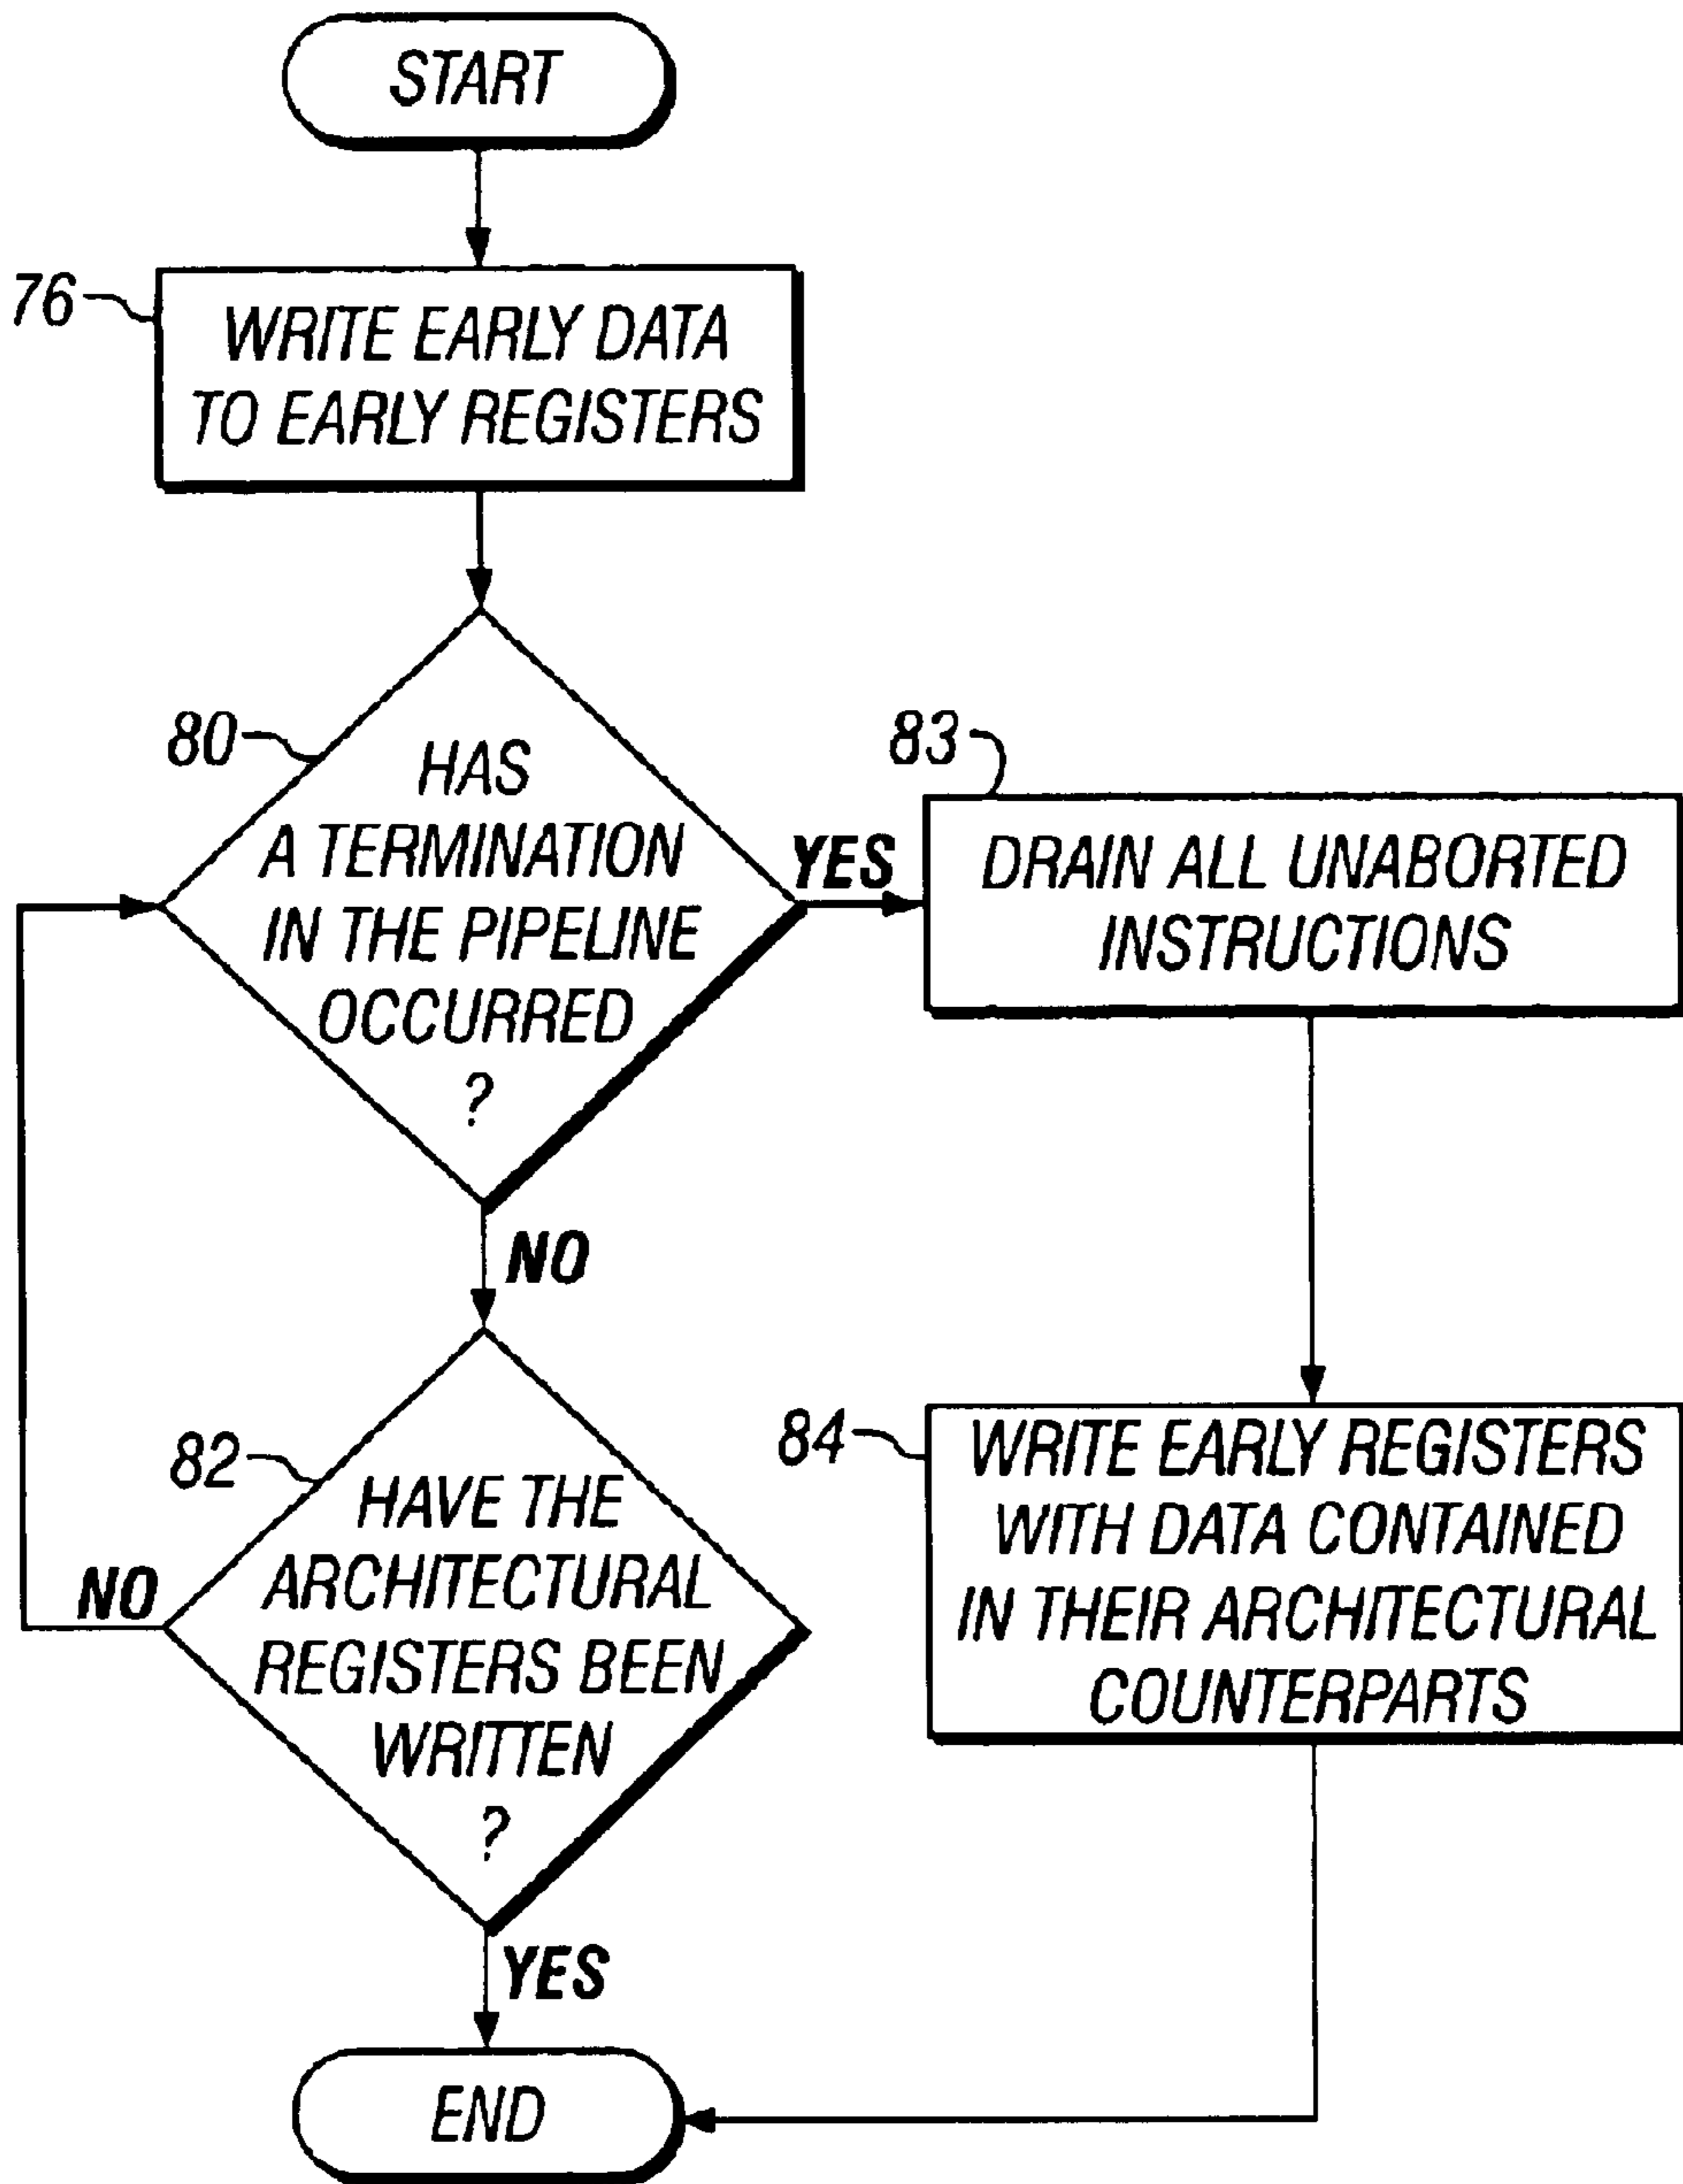 START
76
WRITE EARLY DATA
TO EARLY REGISTERS
80
HAS
A TERMINATION
IN THE PIPELINE
OCCURRED
?
YES
83
DRAIN ALL UNABORTED
INSTRUCTIONS
NO
82
HAVE THE
ARCHITECTURAL
REGISTERS BEEN
WRITTEN
?
NO
84
WRITE EARLY REGISTERS
WITH DATA CONTAINED
IN THEIR ARCHITECTURAL
COUNTERPARTS
YES
END